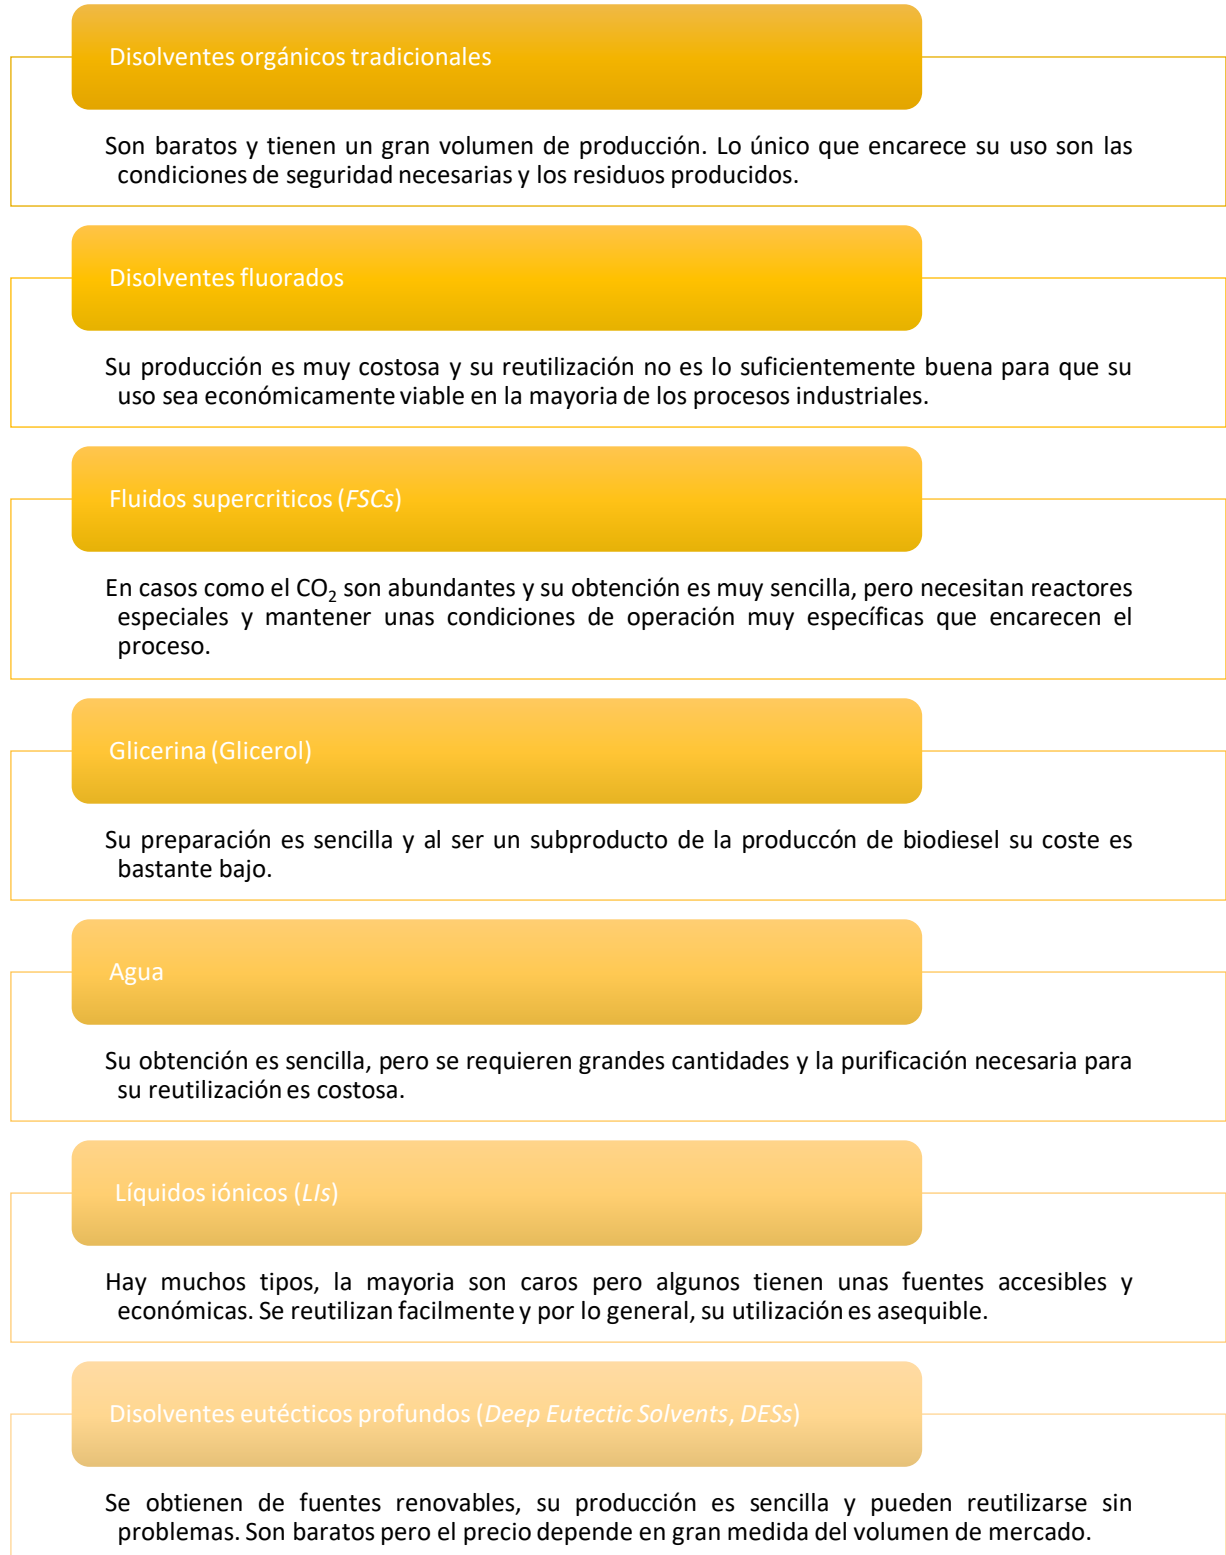 Disolventes orgánicos tradicionales
Son baratos y tienen un gran volumen de producción. Lo único que encarece su uso son las
condiciones de seguridad necesarias y los residuos producidos.
Disolventes fluorados
Su producción es muy costosa y su reutilización no es lo suficientemente buena para que su
uso sea económicamente viable en la mayoria de los procesos industriales.
Fluidos supercriticos (FSCs)
En casos como el CO₂ son abundantes y su obtención es muy sencilla, pero necesitan reactores
especiales y mantener unas condiciones de operación muy específicas que encarecen el
proceso.
Glicerina (Glicerol)
Su preparación es sencilla y al ser un subproducto de la produccón de biodiesel su coste es
bastante bajo.
Agua
Su obtención es sencilla, pero se requieren grandes cantidades y la purificación necesaria para
su reutilización es costosa.
Líquidos iónicos (LIs)
Hay muchos tipos, la mayoria son caros pero algunos tienen unas fuentes accesibles y
económicas. Se reutilizan facilmente y por lo general, su utilización es asequible.
Disolventes eutécticos profundos (Deep Eutectic Solvents, DESs)
Se obtienen de fuentes renovables, su producción es sencilla y pueden reutilizarse sin
problemas. Son baratos pero el precio depende en gran medida del volumen de mercado.